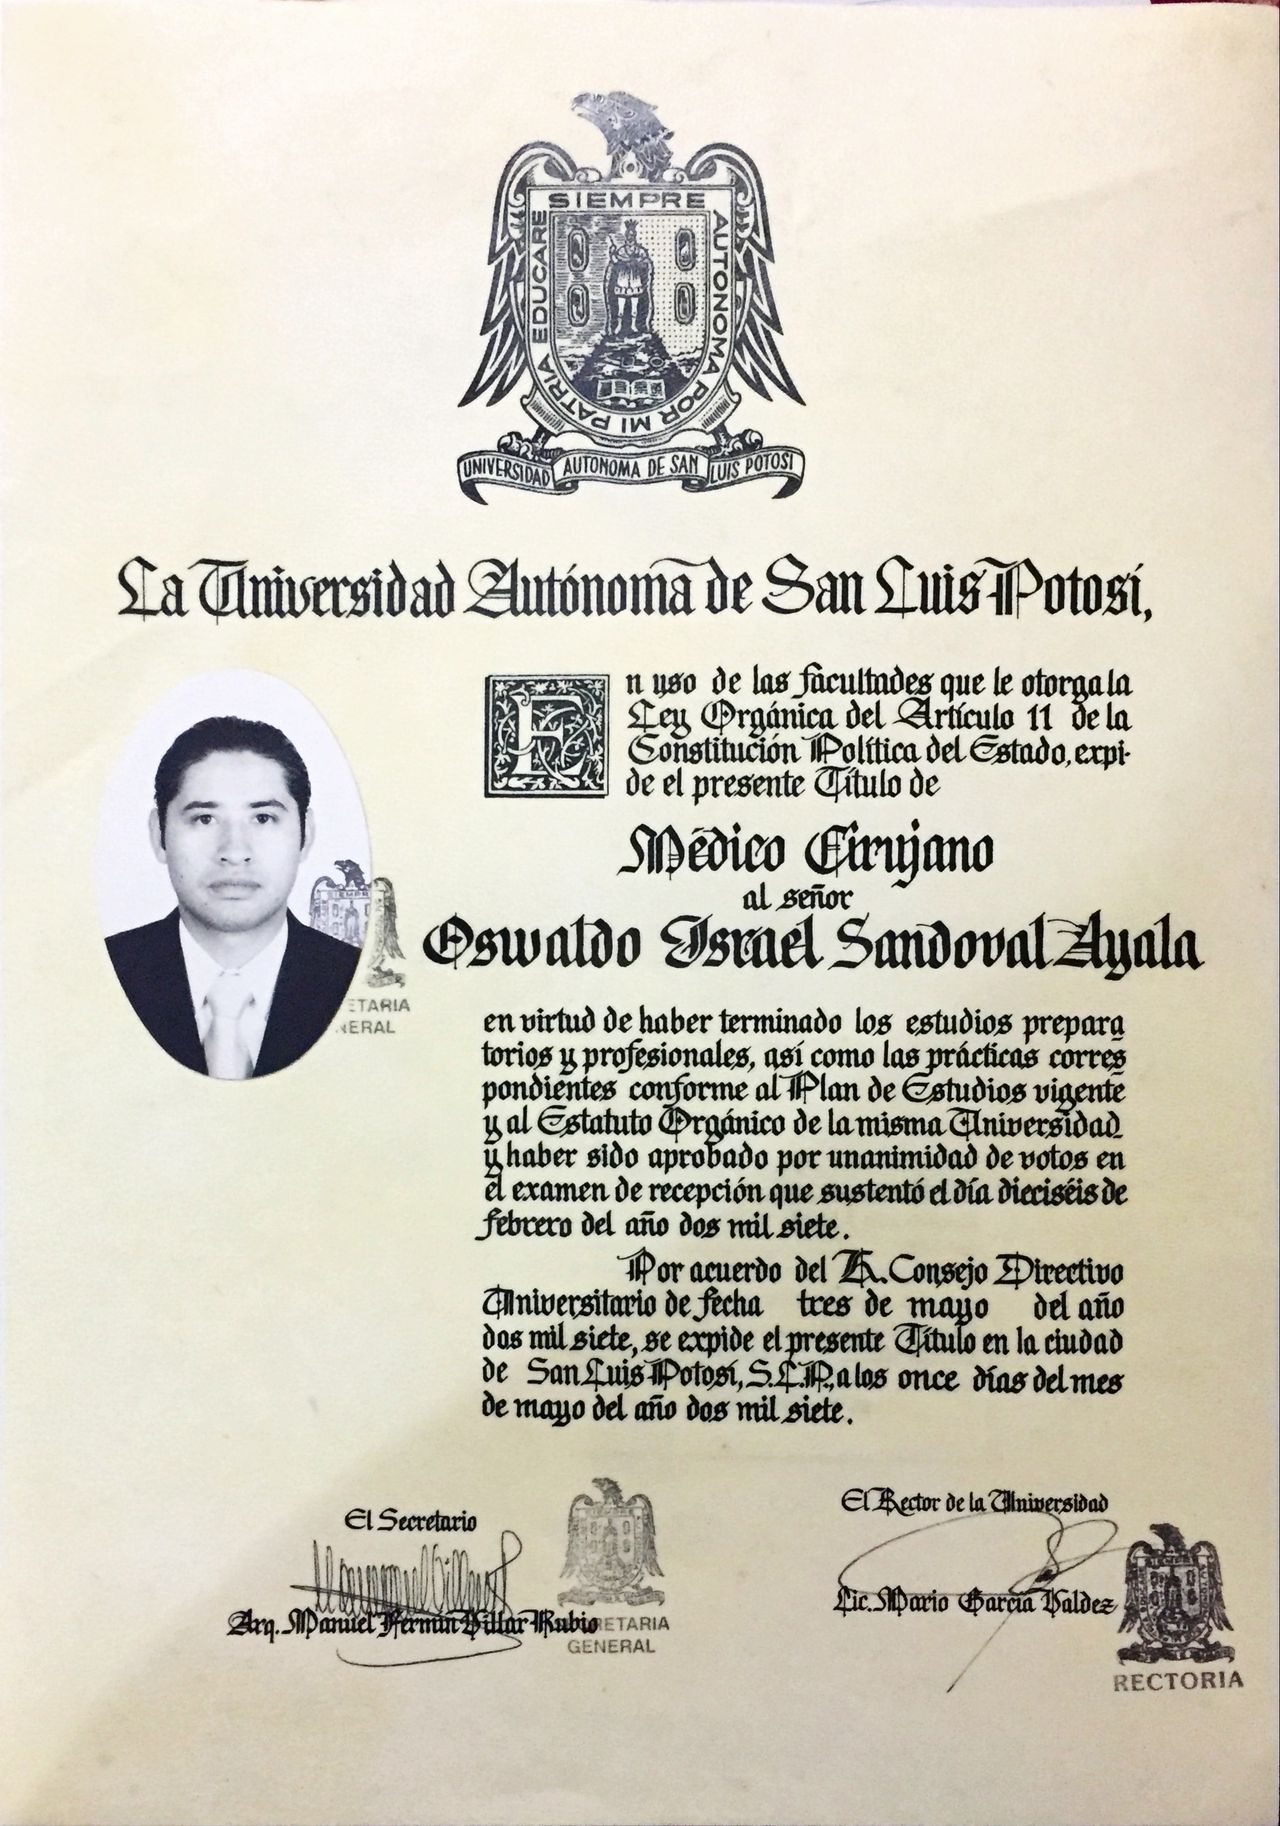 SIEMPRE AUTONOMA POR MI PATRIA EDUCARE
UNIVERSIDAD AUTONOMA DE SAN LUIS POTOSI
La Universidad Autónoma de San Luis Potosí,
En uso de las facultades que le otorga la
Ley Orgánica del Artículo 11 de la
Constitución Política del Estado, expi-
de el presente Título de
Médico Cirujano
al señor
Oswaldo Israel Sandoval Ayala
SIEMPRE
ETARIA
NERAL
en virtud de haber terminado los estudios prepara
torios y profesionales, así como las prácticas corres
pondientes conforme al Plan de Estudios vigente
y al Estatuto Orgánico de la misma Universidad
y haber sido aprobado por unanimidad de votos en
el examen de recepción que sustentó el día dieciséis de
febrero del año dos mil siete.
Por acuerdo del H. Consejo Directivo
Universitario de fecha tres de mayo del año
dos mil siete, se expide el presente Título en la ciudad
de San Luis Potosí, S.L.P., a los once días del mes
de mayo del año dos mil siete.
El Secretario
Arq. Manuel Fermín Villar Rubio
RETARIA
GENERAL
El Rector de la Universidad
Lic. Mario García Valdez
SIEMPRE
RECTORIA